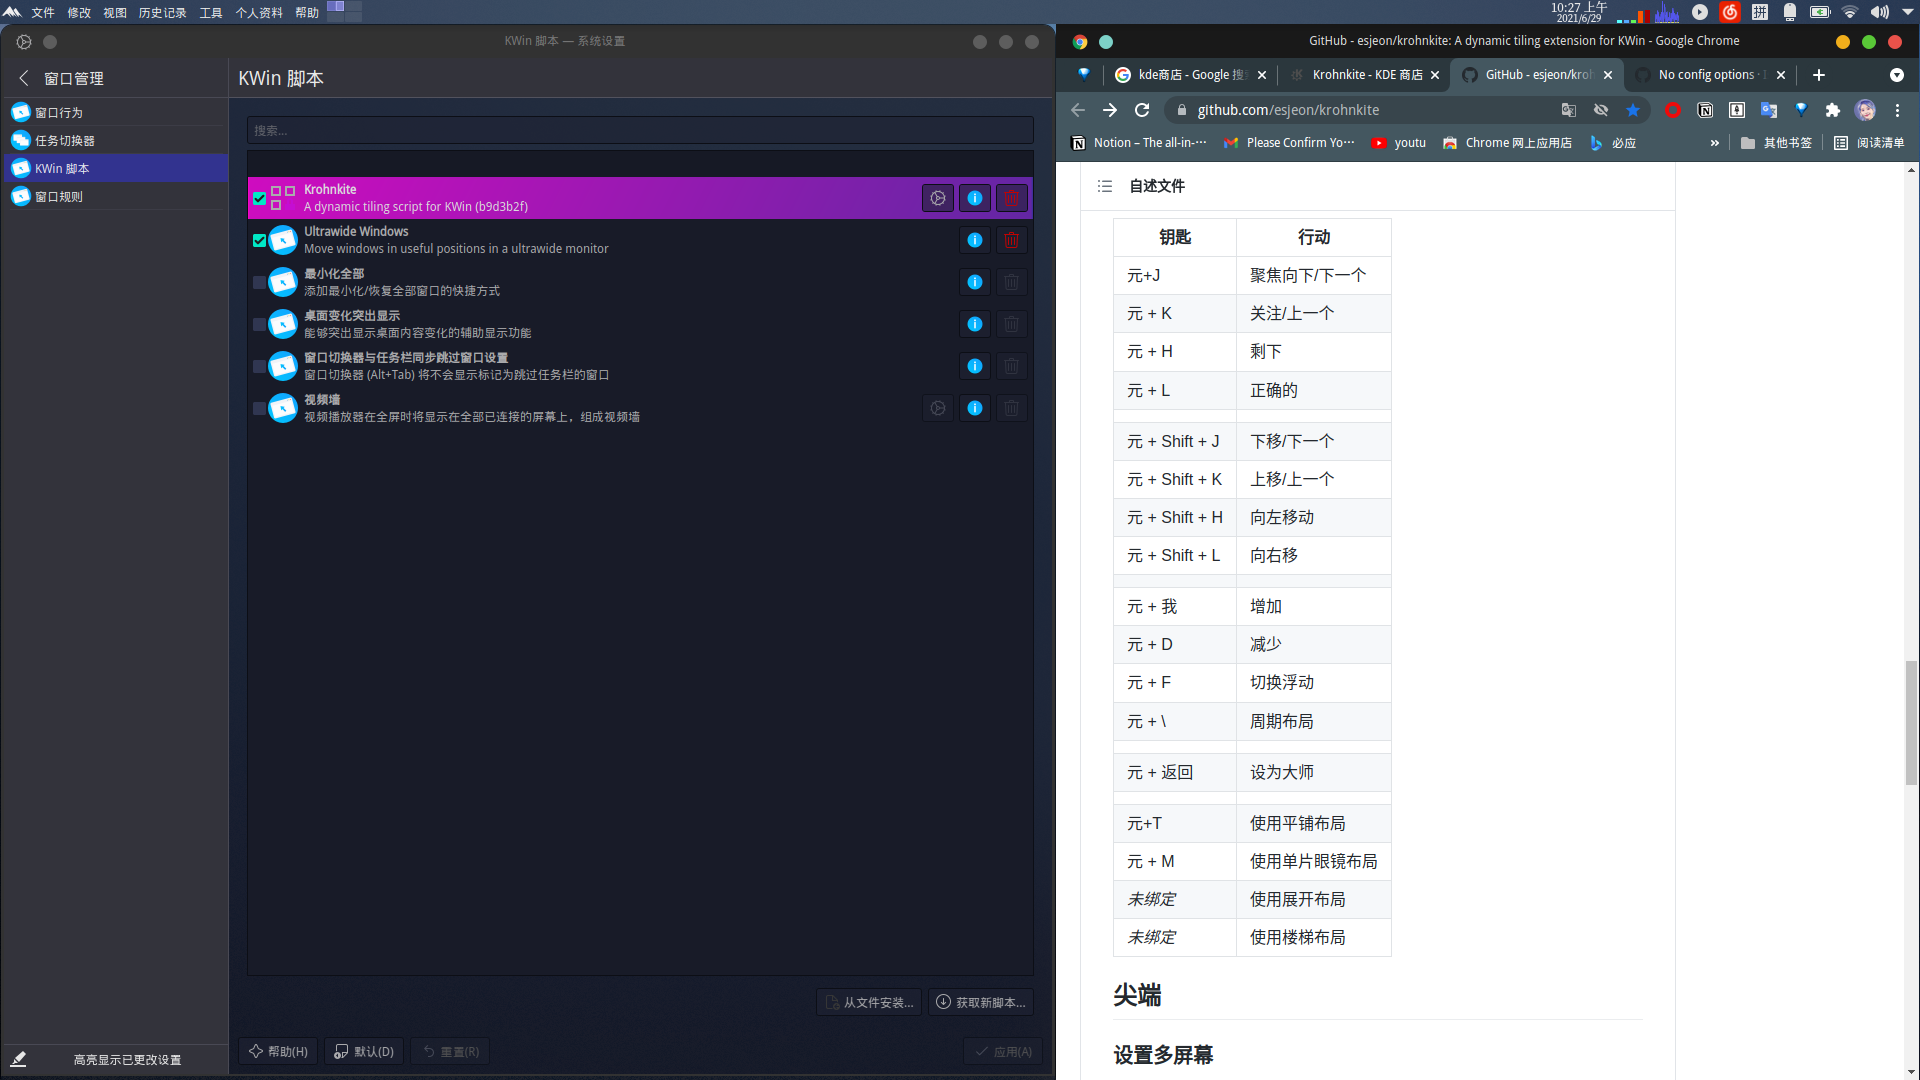 文件 修改 视图 历史记录 工具 个人资料 帮助
10:27 上午
2021/6/29
拼
KWin 脚本 — 系统设置
窗口管理
窗口行为
任务切换器
KWin 脚本
窗口规则
高亮显示已更改设置
KWin 脚本
搜索...
Krohnkite
A dynamic tiling script for KWin (b9d3b2f)
Ultrawide Windows
Move windows in useful positions in a ultrawide monitor
最小化全部
添加最小化/恢复全部窗口的快捷方式
桌面变化突出显示
能够突出显示桌面内容变化的辅助显示功能
窗口切换器与任务栏同步跳过窗口设置
窗口切换器 (Alt+Tab) 将不会显示标记为跳过任务栏的窗口
视频墙
视频播放器在全屏时将显示在全部已连接的屏幕上，组成视频墙
从文件安装... 获取新脚本...
帮助(H) 默认(D) 重置(R) 应用(A)
GitHub - esjeon/krohnkite: A dynamic tiling extension for KWin - Google Chrome
kde商店 - Google 搜 Krohnkite - KDE 商店 GitHub - esjeon/kroh No config options ·
github.com/esjeon/krohnkite
Notion – The all-in-··· Please Confirm Yo··· youtu Chrome 网上应用店 必应 » 其他书签 阅读清单
自述文件
钥匙 行动
元+J 聚焦向下/下一个
元 + K 关注/上一个
元 + H 剩下
元 + L 正确的
元 + Shift + J 下移/下一个
元 + Shift + K 上移/上一个
元 + Shift + H 向左移动
元 + Shift + L 向右移
元 + 我 增加
元 + D 减少
元 + F 切换浮动
元 + \ 周期布局
元 + 返回 设为大师
元+T 使用平铺布局
元 + M 使用单片眼镜布局
未绑定 使用展开布局
未绑定 使用楼梯布局
尖端
设置多屏幕